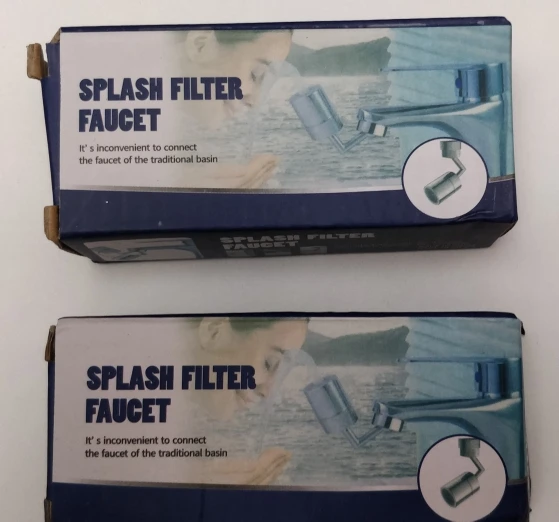 SPLASH FILTER
FAUCET
It's inconvenient to connect
the faucet of the traditional basin
SPLASH FILTER
FAUCET
SPLASH FILTER
FAUCET
It's inconvenient to connect
the faucet of the traditional basin